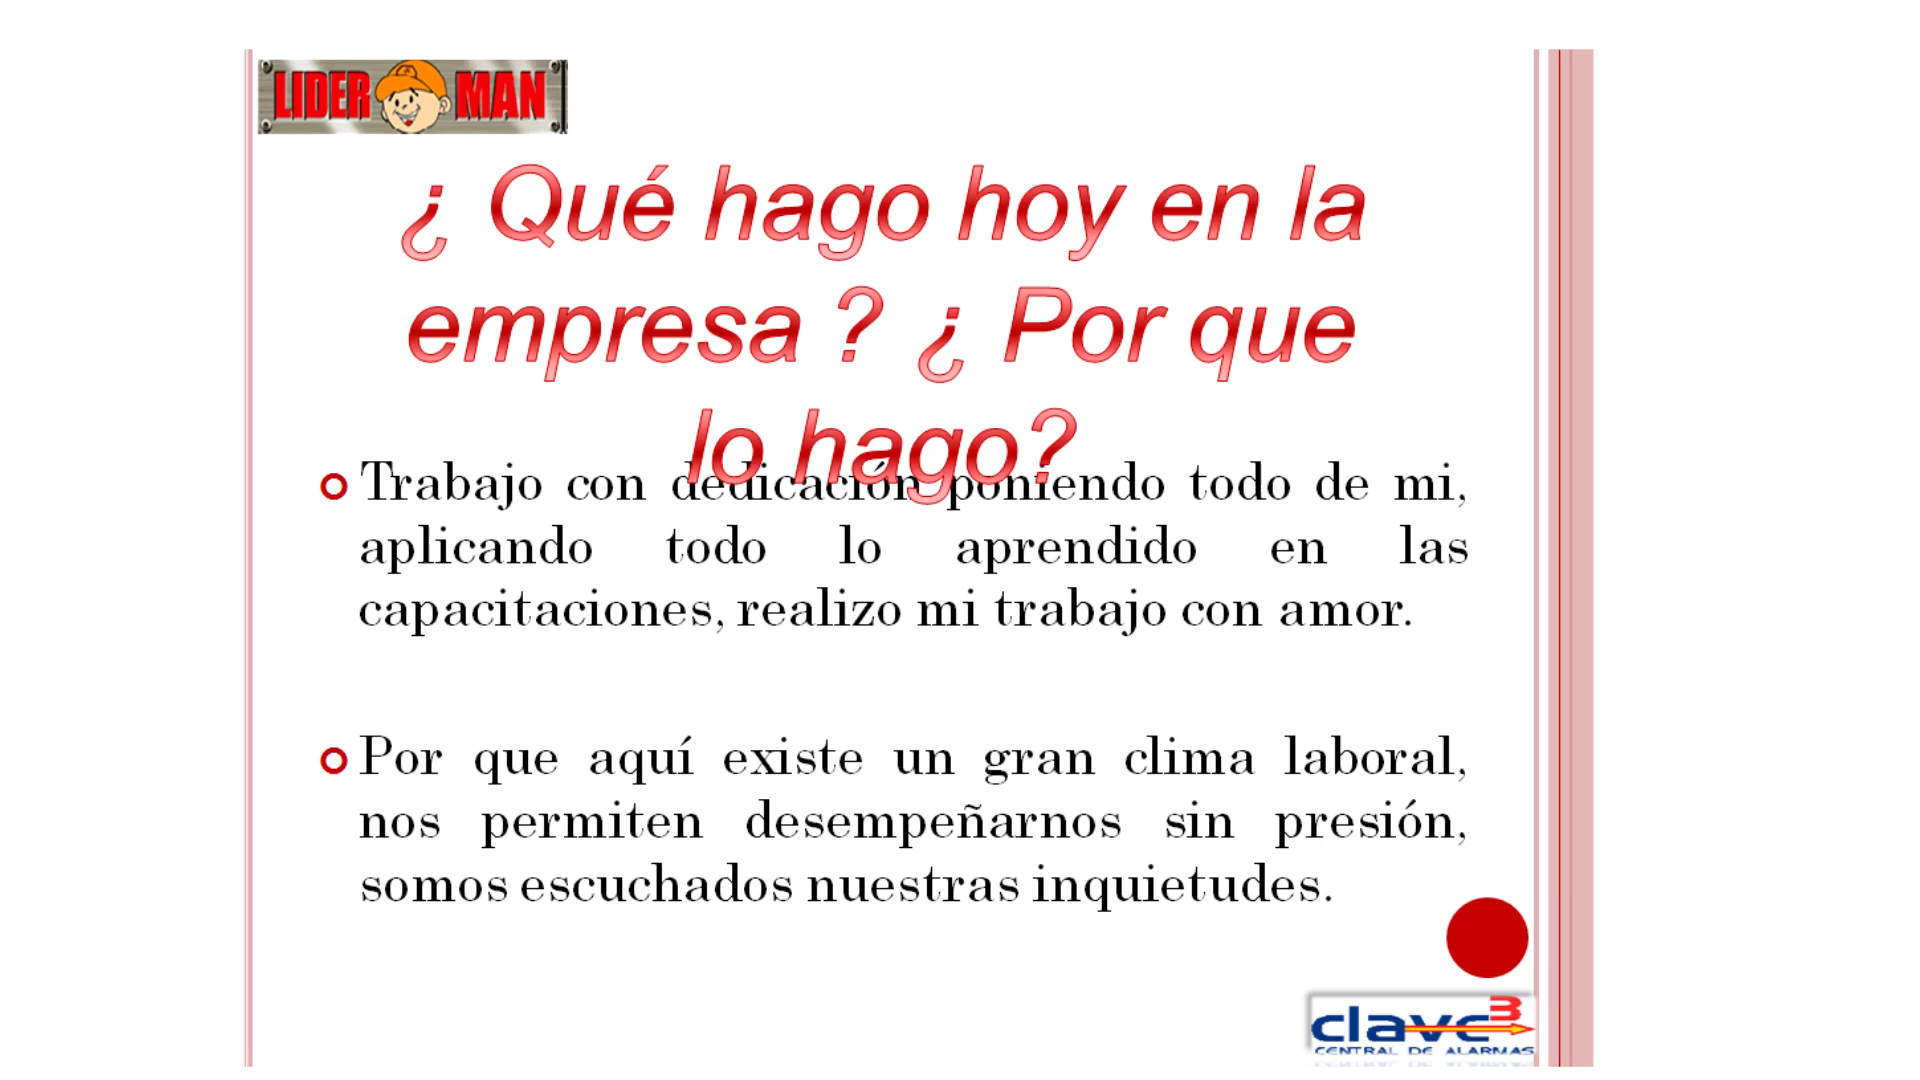 LIDER MAN
¿ Qué hago hoy en la
empresa ? ¿ Por que
lo hago?
Trabajo con dedicación poniendo todo de mi,
aplicando todo lo aprendido en las
capacitaciones, realizo mi trabajo con amor.
Por que aquí existe un gran clima laboral,
nos permiten desempeñarnos sin presión,
somos escuchados nuestras inquietudes.
clave 3
CENTRAL DE ALARMAS